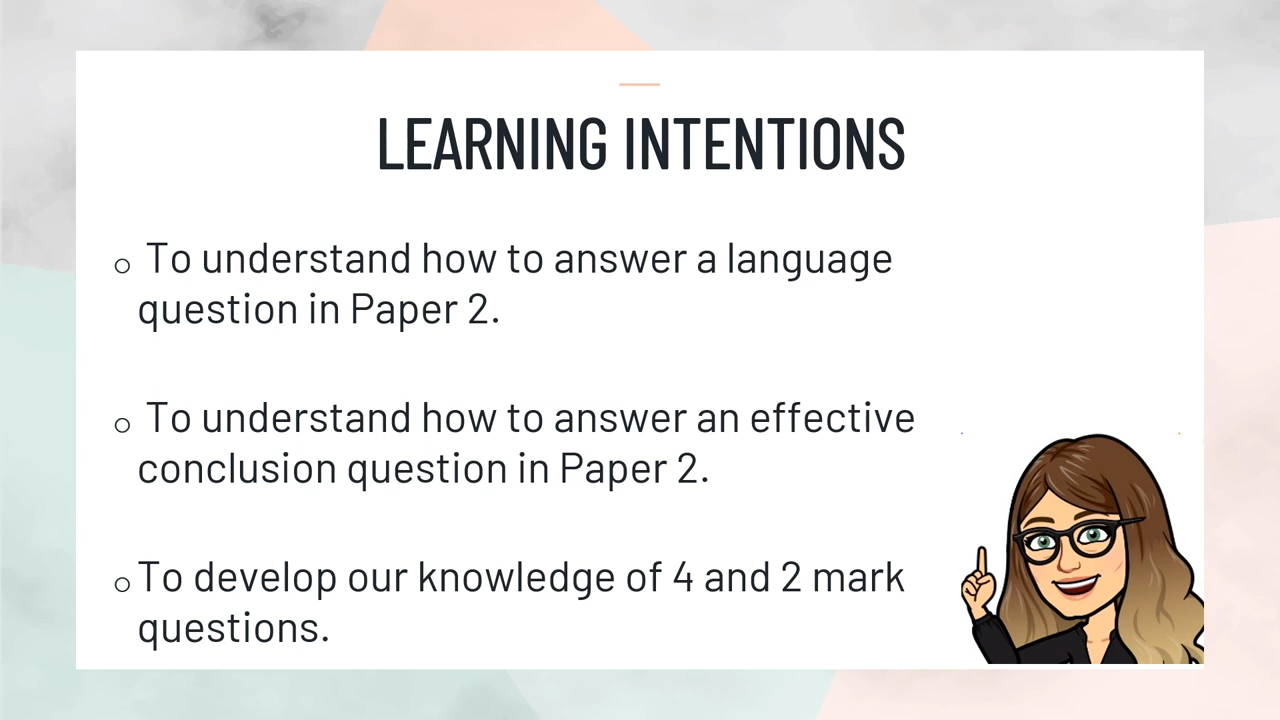 LEARNING INTENTIONS
o To understand how to answer a language
question in Paper 2.
o To understand how to answer an effective
conclusion question in Paper 2.
o To develop our knowledge of 4 and 2 mark
questions.